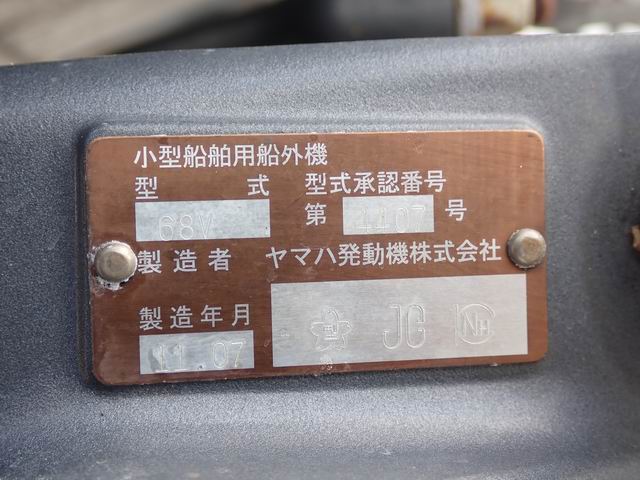 小型船舶用船外機
型 式 型式承認番号
68V 第 4107 号
製造者 ヤマハ発動機株式会社
製造年月
11 07 JG NH